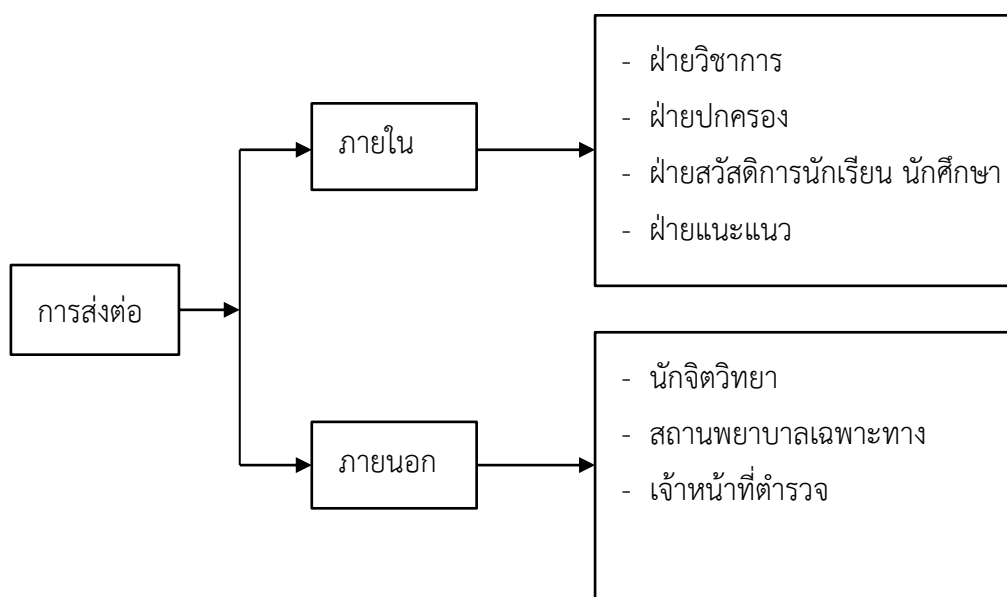 การส่งต่อ
ภายใน
- ฝ่ายวิชาการ
- ฝ่ายปกครอง
- ฝ่ายสวัสดิการนักเรียน นักศึกษา
- ฝ่ายแนะแนว
ภายนอก
- นักจิตวิทยา
- สถานพยาบาลเฉพาะทาง
- เจ้าหน้าที่ตำรวจ